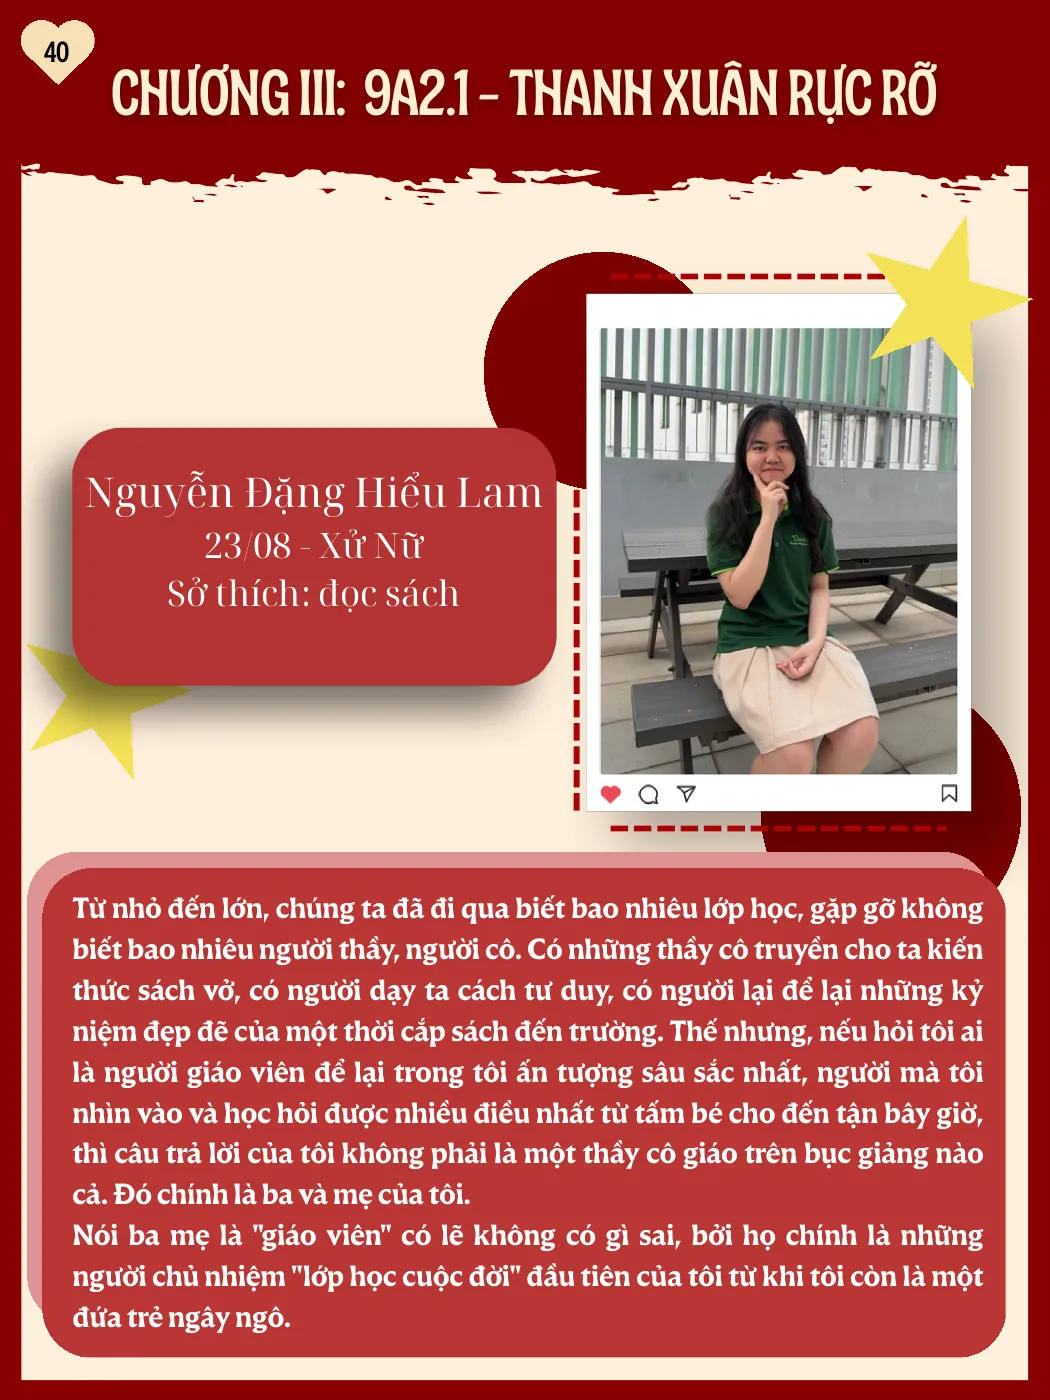 40
CHƯƠNG III: 9A2.1 - THANH XUÂN RỰC RỠ
Nguyễn Đặng Hiểu Lam
23/08 - Xử Nữ
Sở thích: đọc sách
Từ nhỏ đến lớn, chúng ta đã đi qua biết bao nhiêu lớp học, gặp gỡ không
biết bao nhiêu người thầy, người cô. Có những thầy cô truyền cho ta kiến
thức sách vở, có người dạy ta cách tư duy, có người lại để lại những kỷ
niệm đẹp đẽ của một thời cắp sách đến trường. Thế nhưng, nếu hỏi tôi ai
là người giáo viên để lại trong tôi ấn tượng sâu sắc nhất, người mà tôi
nhìn vào và học hỏi được nhiều điều nhất từ tấm bé cho đến tận bây giờ,
thì câu trả lời của tôi không phải là một thầy cô giáo trên bục giảng nào
cả. Đó chính là ba và mẹ của tôi.
Nói ba mẹ là "giáo viên" có lẽ không có gì sai, bởi họ chính là những
người chủ nhiệm "lớp học cuộc đời" đầu tiên của tôi từ khi tôi còn là một
đứa trẻ ngây ngô.